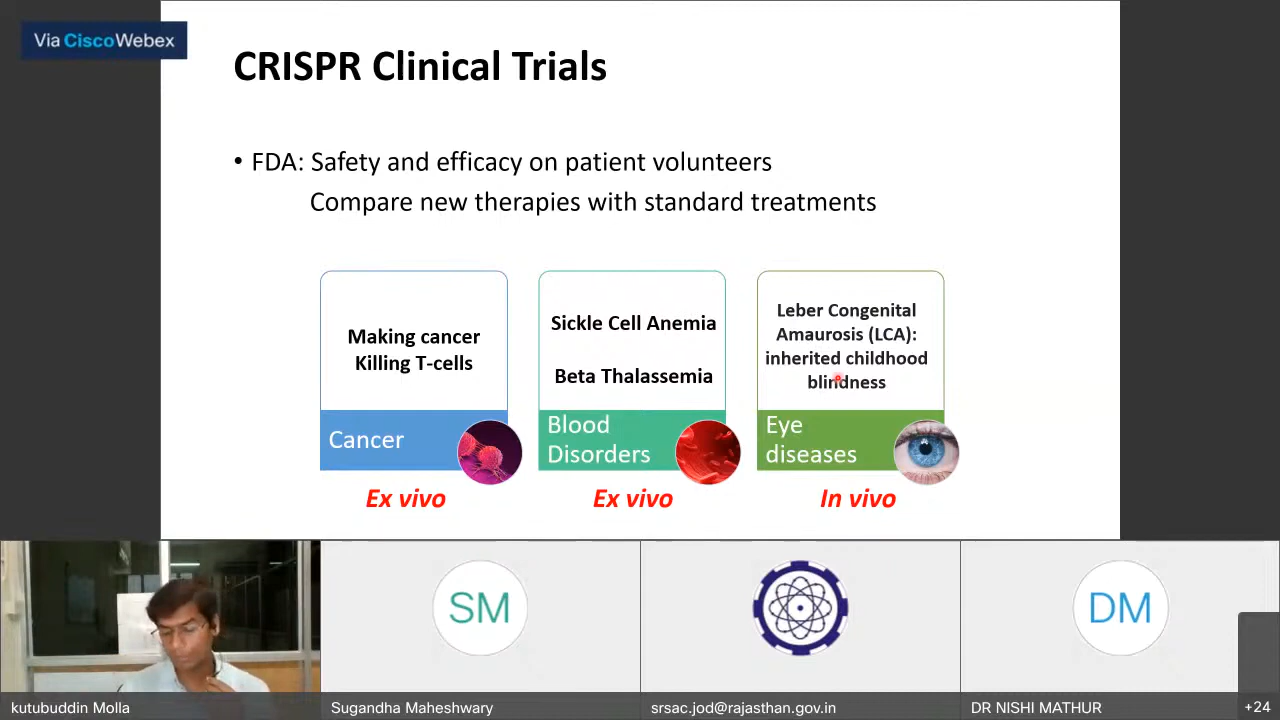 Via Cisco Webex
CRISPR Clinical Trials
• FDA: Safety and efficacy on patient volunteers
Compare new therapies with standard treatments
Making cancer
Killing T-cells
Cancer
Ex vivo
Sickle Cell Anemia
Beta Thalassemia
Blood
Disorders
Ex vivo
Leber Congenital
Amaurosis (LCA):
inherited childhood
blindness
Eye
diseases
In vivo
SM
DM
kutubuddin Molla
Sugandha Maheshwary
srsac.jod@rajasthan.gov.in
DR NISHI MATHUR
+24